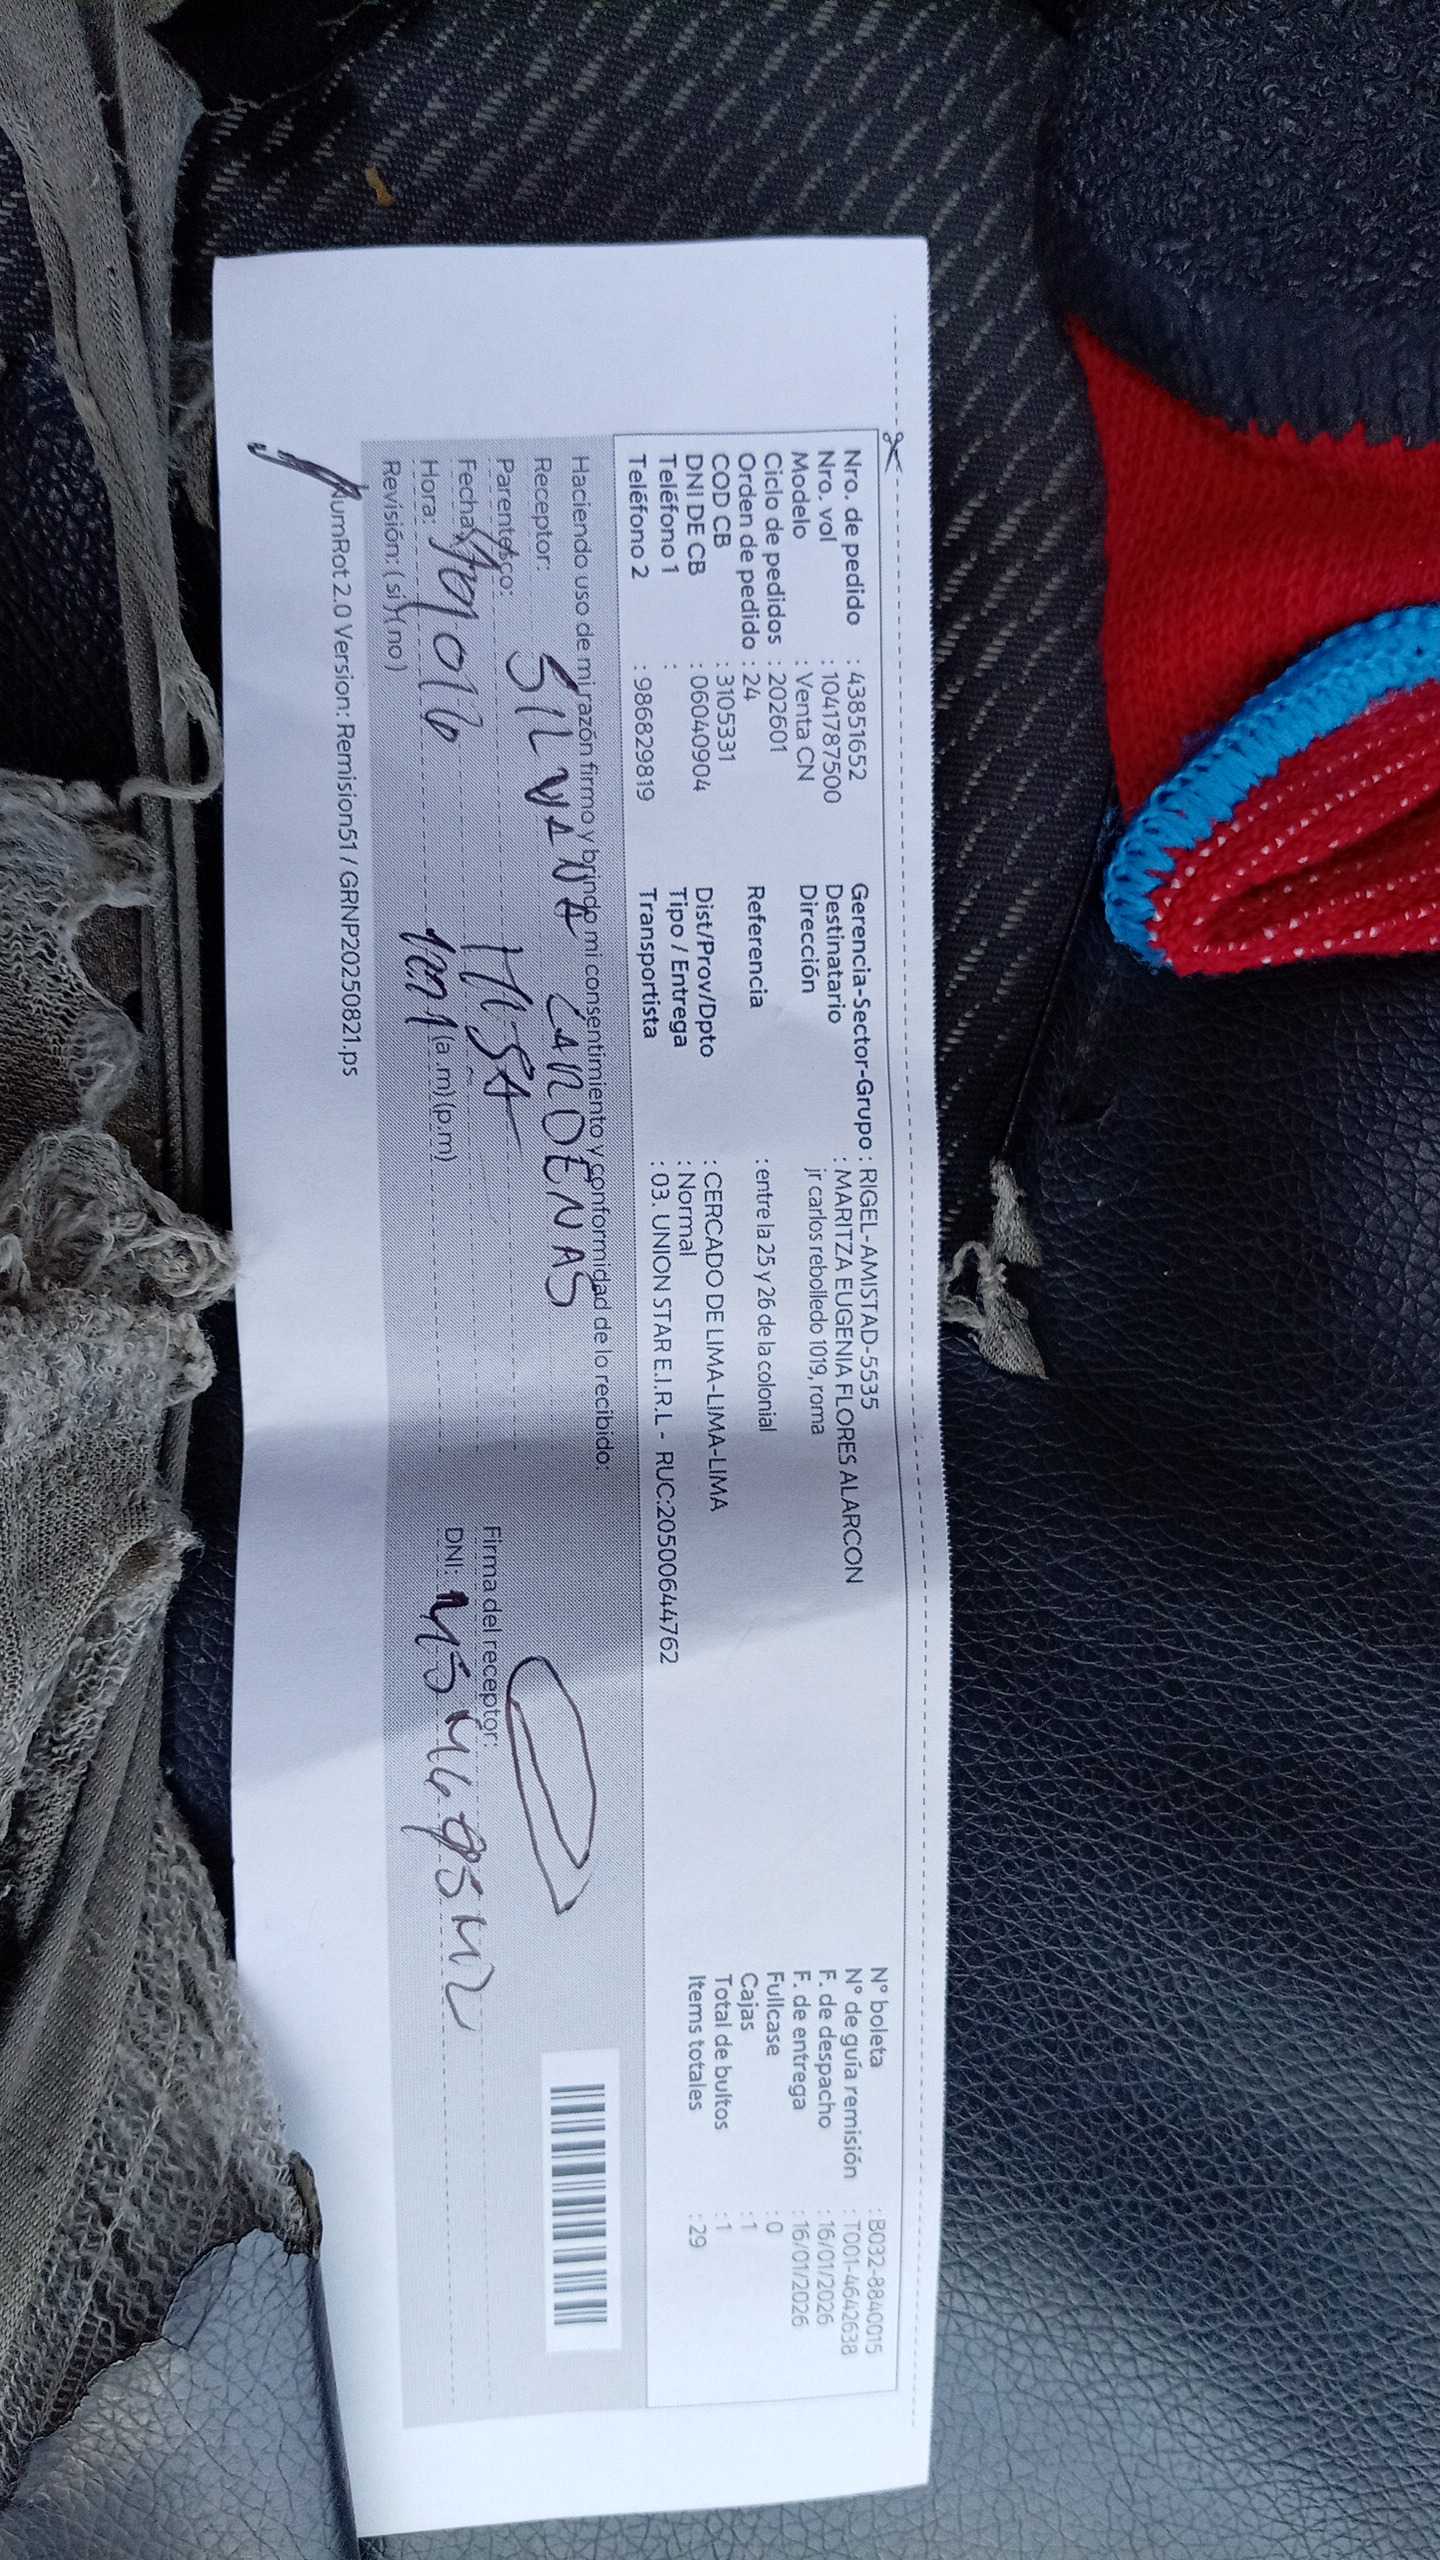 Nro. de pedido : 43851652
Nro. vol : 1041787500
Modelo : Venta CN
Ciclo de pedidos : 202601
Orden de pedido : 24
COD CB : 3105331
DNI DE CB : 06040904
Teléfono 1 :
Teléfono 2 : 986829819
Gerencia-Sector-Grupo : RIGEL-AMISTAD-5535
Destinatario : MARITZA EUGENIA FLORES ALARCON
Dirección jr carlos rebolledo 1019, roma
Referencia : entre la 25 y 26 de la colonial
Dist/Prov/Dpto : CERCADO DE LIMA-LIMA-LIMA
Tipo / Entrega : Normal
Transportista : 03. UNION STAR E.I.R.L - RUC:20500644762
N° boleta : B032-8840015
N° de guía remisión : T001-4642638
F. de despacho : 16/01/2026
F. de entrega : 16/01/2026
Fullcase : 0
Cajas : 1
Total de bultos : 1
Items totales : 29
Haciendo uso de mi razón firmo y brindo mi consentimiento y conformidad de lo recibido:
Receptor: SILVANA CARDENAS
Parentesco:
Fecha:
Hora: (a.m)(p.m)
Revisión: (si) (no)
Firma del receptor:
DNI:
NumRot 2.0 Version: Remision51 / GRNP20250821.ps